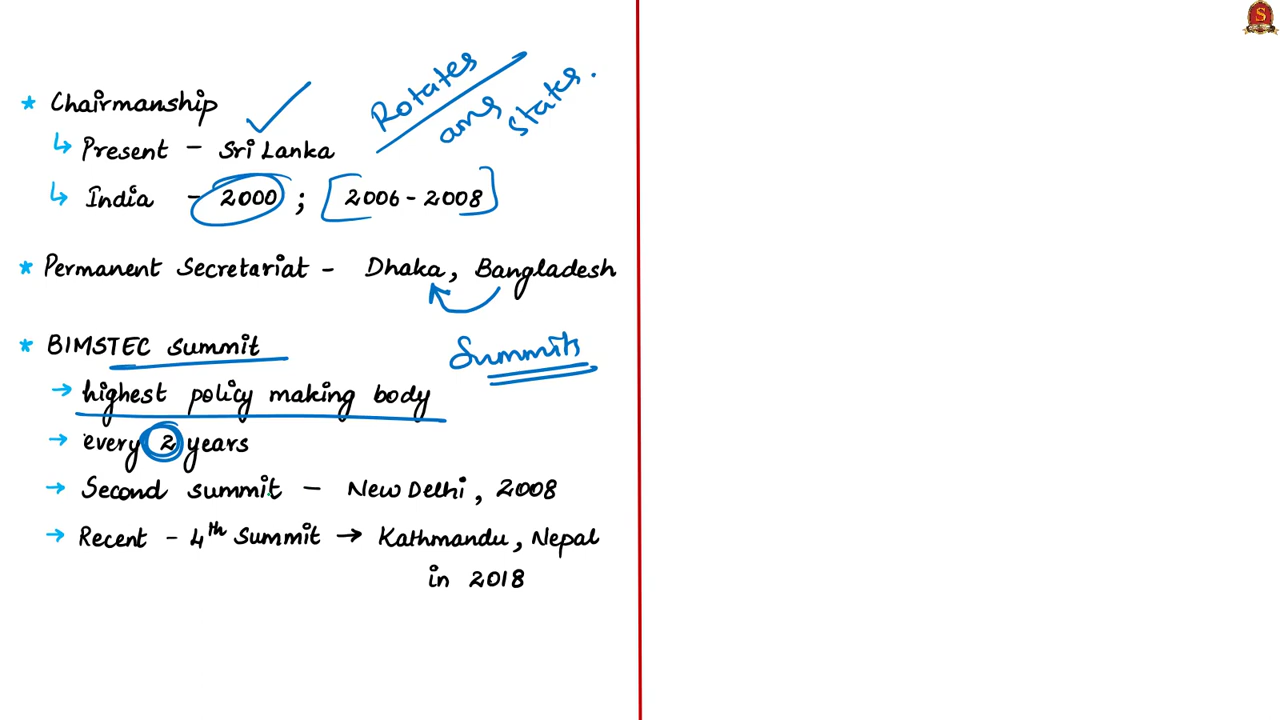 * Chairmanship
↳ Present - Sri Lanka
↳ India - 2000 ; [2006 - 2008]
Rotates
amg
states.
* Permanent Secretariat - Dhaka, Bangladesh
* BIMSTEC Summit
Summits
→ highest policy making body
→ every 2 years
→ Second summit - New Delhi, 2008
→ Recent - 4th Summit → Kathmandu, Nepal
in 2018
S